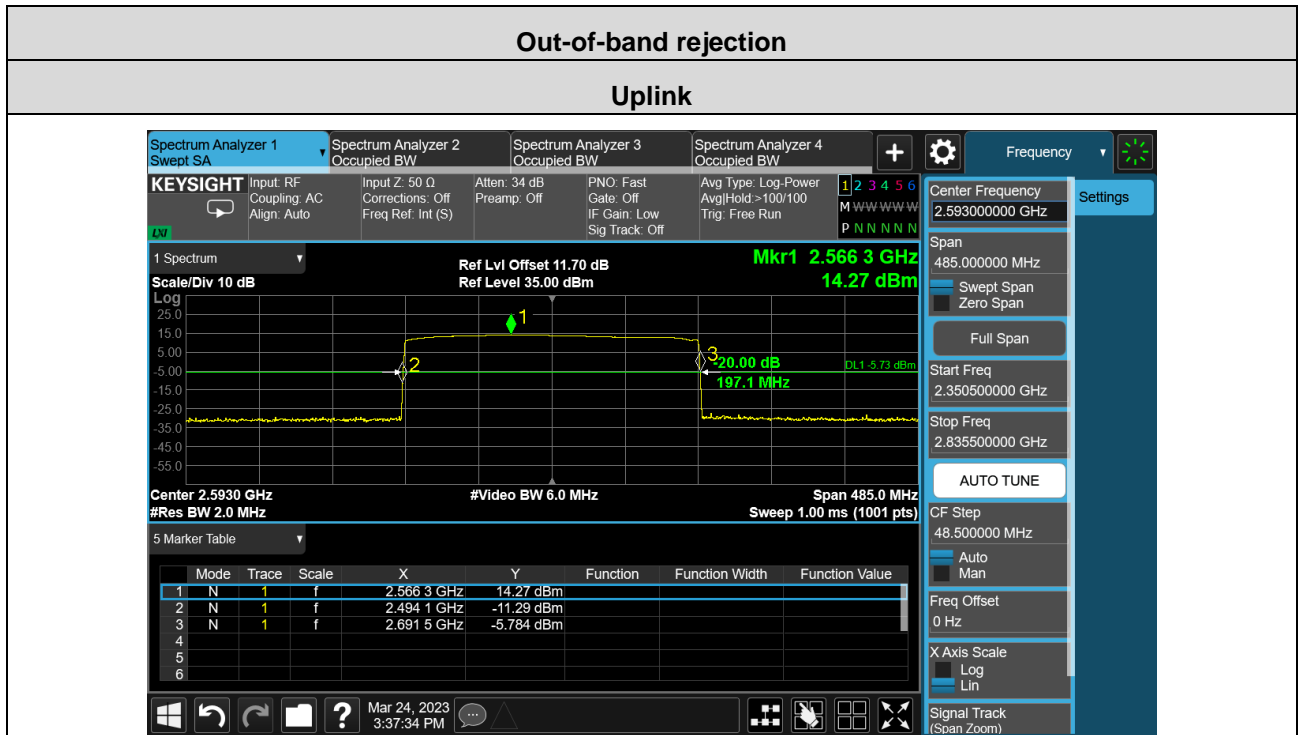 Out-of-band rejection
Uplink
Spectrum Analyzer 1
Swept SA
Spectrum Analyzer 2
Occupied BW
Spectrum Analyzer 3
Occupied BW
Spectrum Analyzer 4
Occupied BW
+
Frequency
KEYSIGHT
LXI
Input: RF
Coupling: AC
Align: Auto
Input Z: 50 Ω
Corrections: Off
Freq Ref: Int (S)
Atten: 34 dB
Preamp: Off
PNO: Fast
Gate: Off
IF Gain: Low
Sig Track: Off
Avg Type: Log-Power
Avg|Hold:>100/100
Trig: Free Run
1 2 3 4 5 6
M W W W W W
P N N N N N
1 Spectrum
Scale/Div 10 dB
Ref Lvl Offset 11.70 dB
Ref Level 35.00 dBm
Mkr1 2.566 3 GHz
14.27 dBm
Log
25.0
15.0
5.00
-5.00
-15.0
-25.0
-35.0
-45.0
-55.0
1
2
3
-20.00 dB
197.1 MHz
DL1 -5.73 dBm
Center 2.5930 GHz
#Video BW 6.0 MHz
Span 485.0 MHz
#Res BW 2.0 MHz
Sweep 1.00 ms (1001 pts)
5 Marker Table
Mode Trace Scale X Y Function Function Width Function Value
1 N 1 f 2.566 3 GHz 14.27 dBm
2 N 1 f 2.494 1 GHz -11.29 dBm
3 N 1 f 2.691 5 GHz -5.784 dBm
4
5
6
?
Mar 24, 2023
3:37:34 PM
Center Frequency
2.593000000 GHz
Settings
Span
485.000000 MHz
Swept Span
Zero Span
Full Span
Start Freq
2.350500000 GHz
Stop Freq
2.835500000 GHz
AUTO TUNE
CF Step
48.500000 MHz
Auto
Man
Freq Offset
0 Hz
X Axis Scale
Log
Lin
Signal Track
(Span Zoom)